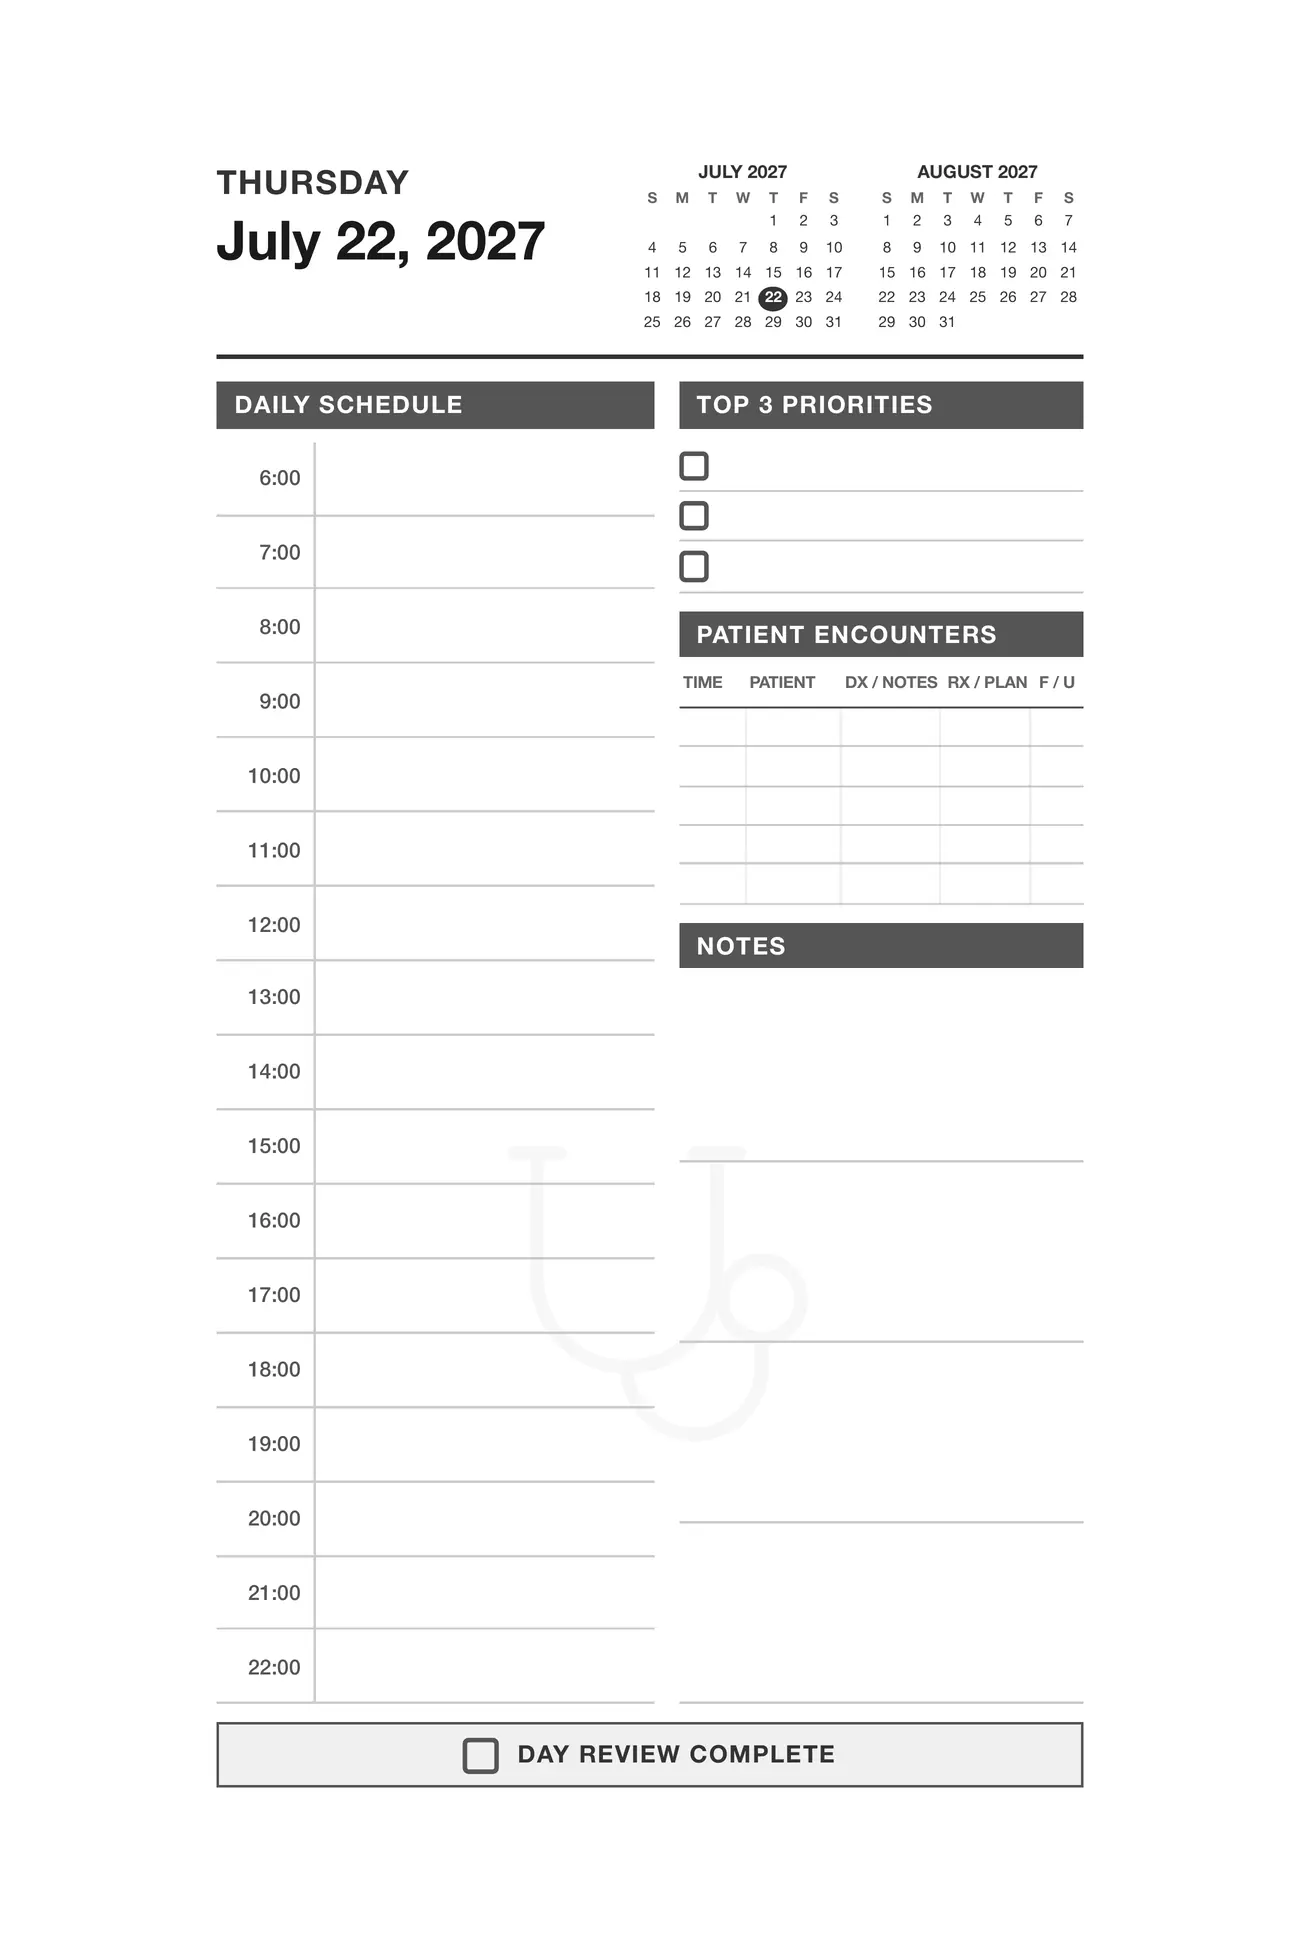 THURSDAY
July 22, 2027
JULY 2027
S M T W T F S
1 2 3
4 5 6 7 8 9 10
11 12 13 14 15 16 17
18 19 20 21 22 23 24
25 26 27 28 29 30 31
AUGUST 2027
S M T W T F S
1 2 3 4 5 6 7
8 9 10 11 12 13 14
15 16 17 18 19 20 21
22 23 24 25 26 27 28
29 30 31
DAILY SCHEDULE
6:00
7:00
8:00
9:00
10:00
11:00
12:00
13:00
14:00
15:00
16:00
17:00
18:00
19:00
20:00
21:00
22:00
TOP 3 PRIORITIES
PATIENT ENCOUNTERS
TIME PATIENT DX / NOTES RX / PLAN F / U
NOTES
DAY REVIEW COMPLETE